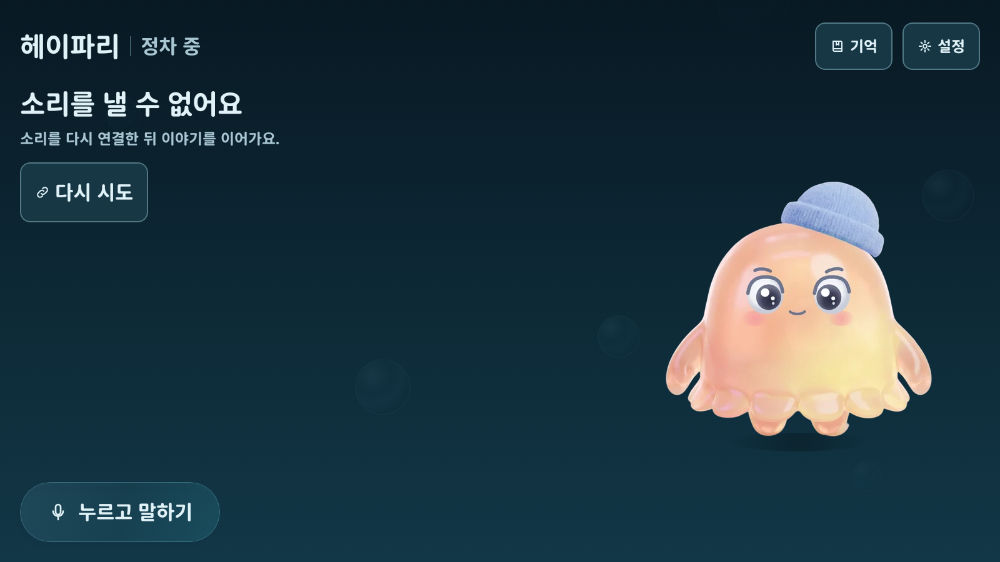 헤이파리 정차 중
기억
설정
소리를 낼 수 없어요
소리를 다시 연결한 뒤 이야기를 이어가요.
다시 시도
누르고 말하기